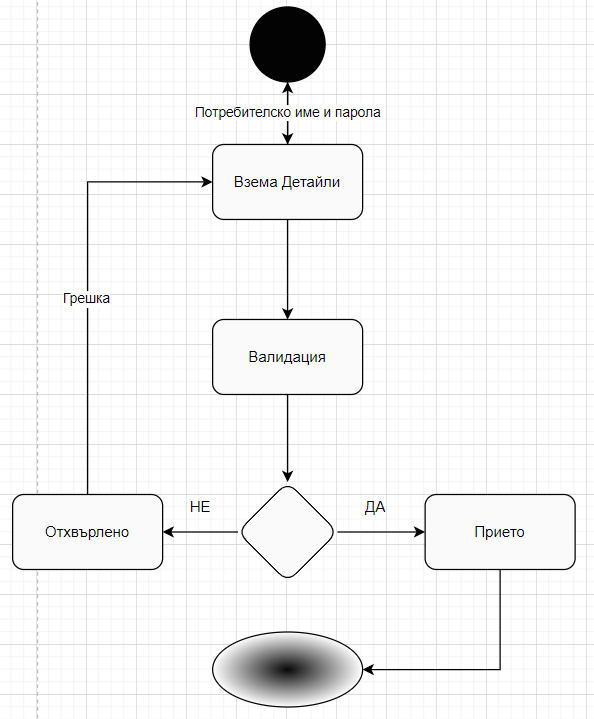 Потребителско име и парола
Взема Детайли
Грешка
Валидация
НЕ
ДА
Отхвърлено
Прието